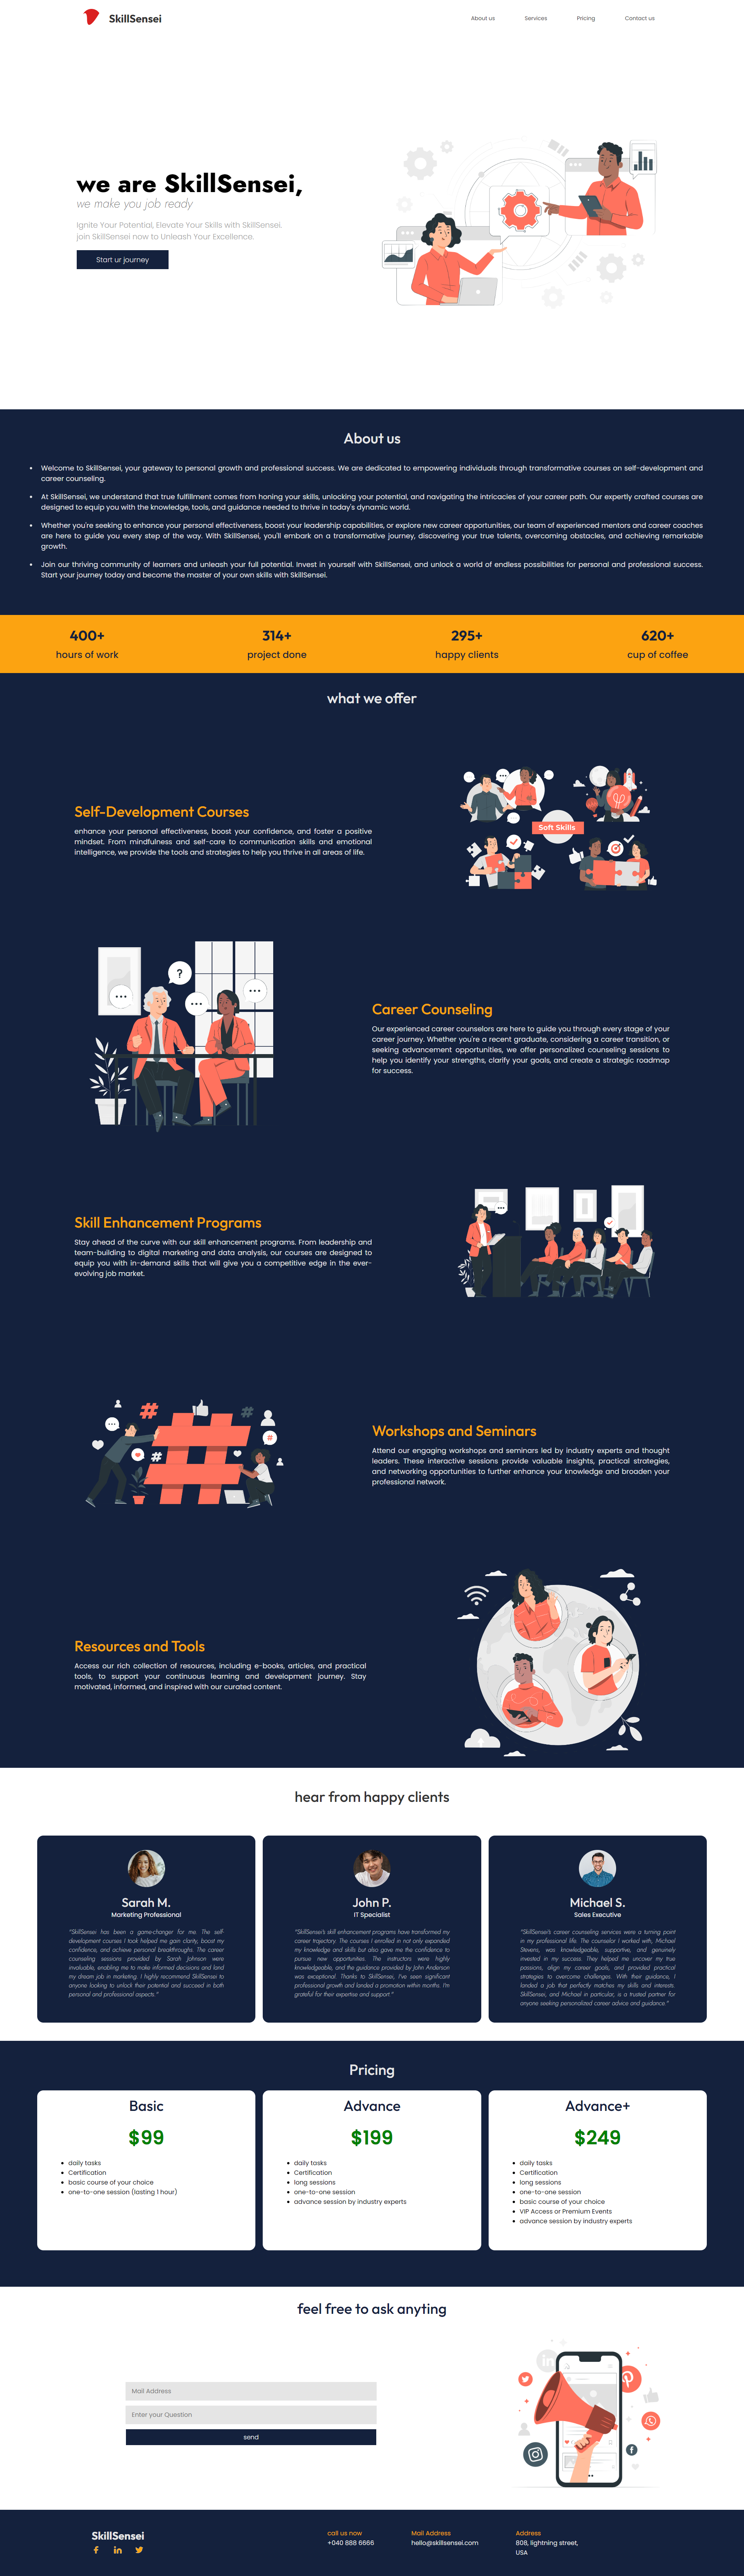 SkillSensei
About us
Services
Pricing
Contact us
we are SkillSensei,
we make you job ready
Ignite Your Potential, Elevate Your Skills with SkillSensei.
join SkillSensei now to Unleash Your Excellence.
Start ur journey
About us
• Welcome to SkillSensei, your gateway to personal growth and professional success. We are dedicated to empowering individuals through transformative courses on self-development and
career counseling.
• At SkillSensei, we understand that true fulfillment comes from honing your skills, unlocking your potential, and navigating the intricacies of your career path. Our expertly crafted courses are
designed to equip you with the knowledge, tools, and guidance needed to thrive in today's dynamic world.
• Whether you're seeking to enhance your personal effectiveness, boost your leadership capabilities, or explore new career opportunities, our team of experienced mentors and career coaches
are here to guide you every step of the way. With SkillSensei, you'll embark on a transformative journey, discovering your true talents, overcoming obstacles, and achieving remarkable
growth.
• Join our thriving community of learners and unleash your full potential. Invest in yourself with SkillSensei, and unlock a world of endless possibilities for personal and professional success.
Start your journey today and become the master of your own skills with SkillSensei.
400+
hours of work
314+
project done
295+
happy clients
620+
cup of coffee
what we offer
Self-Development Courses
enhance your personal effectiveness, boost your confidence, and foster a positive
mindset. From mindfulness and self-care to communication skills and emotional
intelligence, we provide the tools and strategies to help you thrive in all areas of life.
Soft Skills
?
Career Counseling
Our experienced career counselors are here to guide you through every stage of your
career journey. Whether you're a recent graduate, considering a career transition, or
seeking advancement opportunities, we offer personalized counseling sessions to
help you identify your strengths, clarify your goals, and create a strategic roadmap
for success.
Skill Enhancement Programs
Stay ahead of the curve with our skill enhancement programs. From leadership and
team-building to digital marketing and data analysis, our courses are designed to
equip you with in-demand skills that will give you a competitive edge in the ever-
evolving job market.
Workshops and Seminars
Attend our engaging workshops and seminars led by industry experts and thought
leaders. These interactive sessions provide valuable insights, practical strategies,
and networking opportunities to further enhance your knowledge and broaden your
professional network.
Resources and Tools
Access our rich collection of resources, including e-books, articles, and practical
tools, to support your continuous learning and development journey. Stay
motivated, informed, and inspired with our curated content.
hear from happy clients
Sarah M.
Marketing Professional
"SkillSensei has been a game-changer for me. The self-
development courses I took helped me gain clarity, boost my
confidence, and achieve personal breakthroughs. The career
counseling sessions provided by Sarah Johnson were
invaluable, enabling me to make informed decisions and land
my dream job in marketing. I highly recommend SkillSensei to
anyone looking to unlock their potential and succeed in both
personal and professional aspects."
John P.
IT Specialist
"SkillSensei's skill enhancement programs have transformed my
career trajectory. The courses I enrolled in not only expanded
my knowledge and skills but also gave me the confidence to
pursue new opportunities. The instructors were highly
knowledgeable, and the guidance provided by John Anderson
was exceptional. Thanks to SkillSensei, I've seen significant
professional growth and landed a promotion within months. I'm
grateful for their expertise and support."
Michael S.
Sales Executive
"SkillSensei's career counseling services were a turning point
in my professional life. The counselor I worked with, Michael
Stevens, was knowledgeable, supportive, and genuinely
invested in my success. They helped me uncover my true
passions, align my career goals, and provided practical
strategies to overcome challenges. With their guidance, I
landed a job that perfectly matches my skills and interests.
SkillSensei, and Michael in particular, is a trusted partner for
anyone seeking personalized career advice and guidance."
Pricing
Basic
$99
• daily tasks
• Certification
• basic course of your choice
• one-to-one session (lasting 1 hour)
Advance
$199
• daily tasks
• Certification
• long sessions
• one-to-one session
• advance session by industry experts
Advance+
$249
• daily tasks
• Certification
• long sessions
• one-to-one session
• basic course of your choice
• VIP Access or Premium Events
• advance session by industry experts
feel free to ask anyting
Mail Address
Enter your Question
send
SkillSensei
call us now
+040 888 6666
Mail Address
hello@skillsensei.com
Address
808, lightning street,
USA